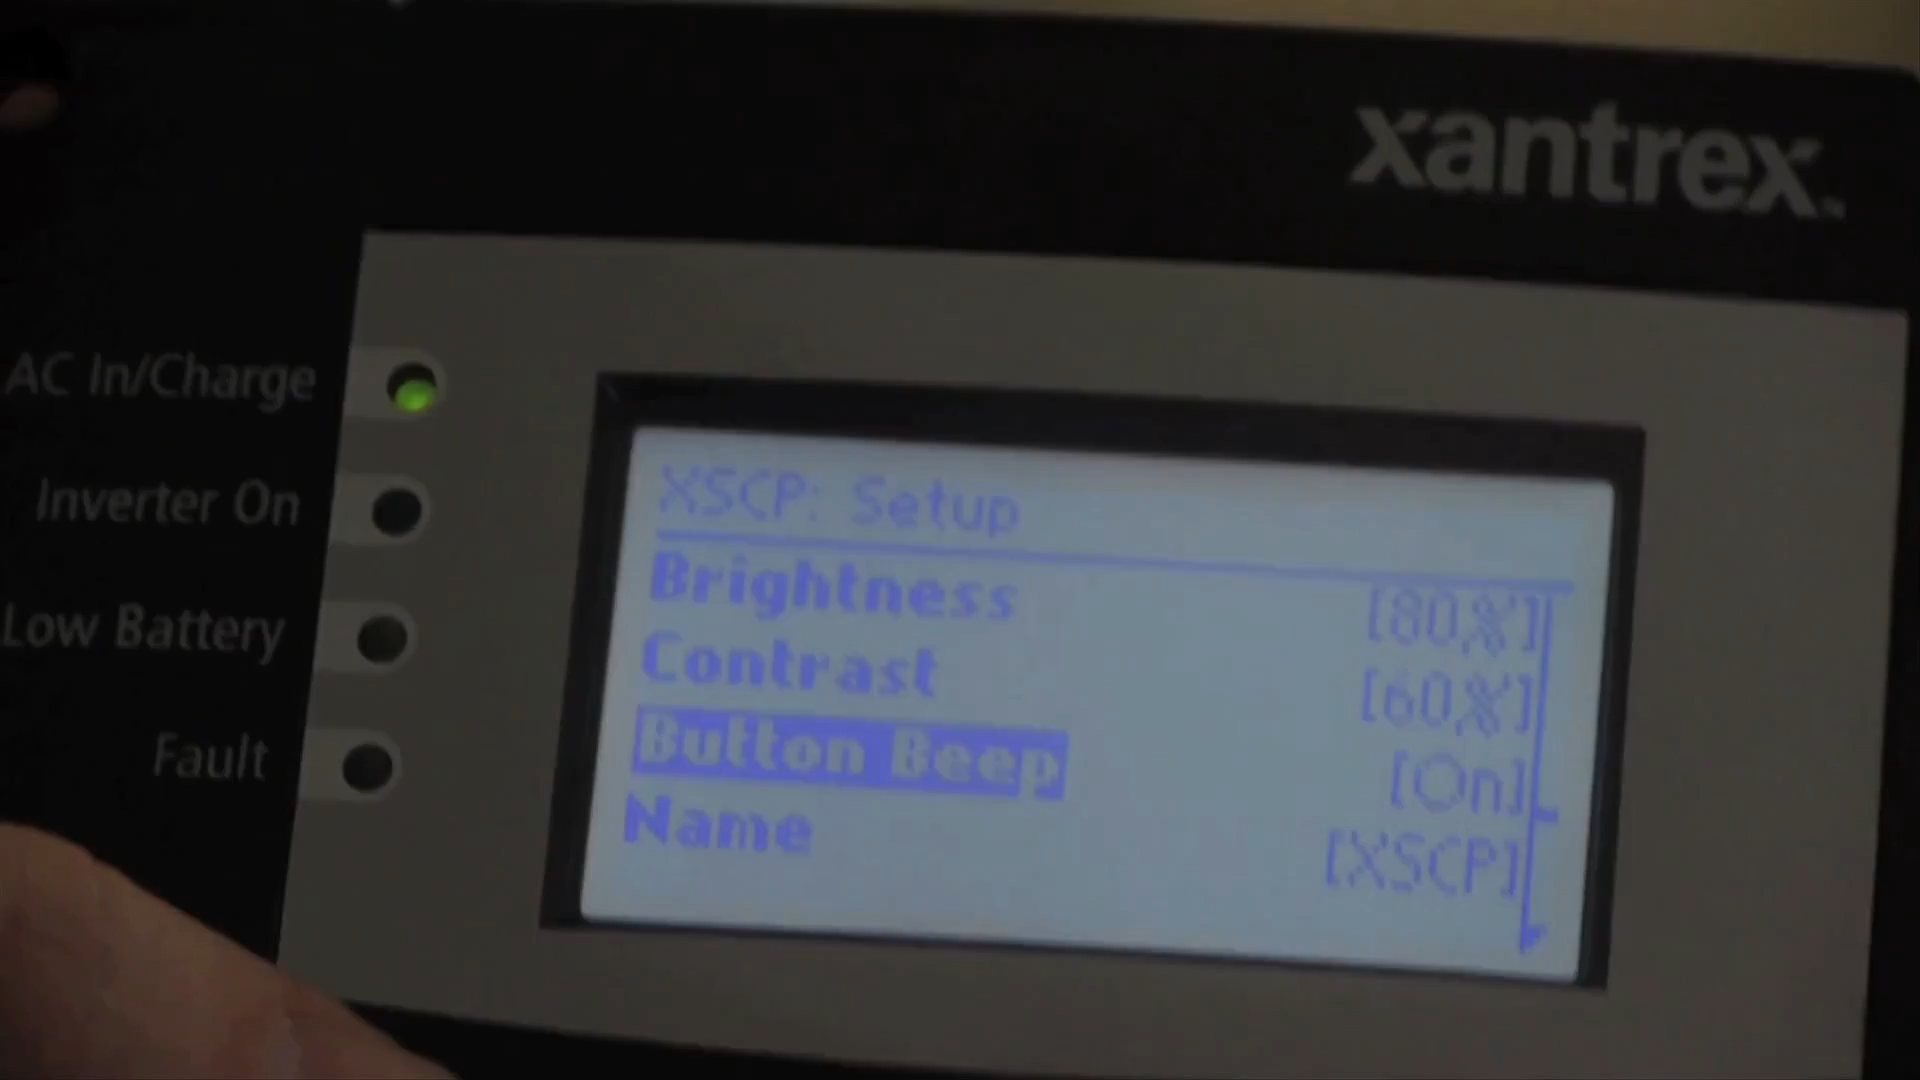 xantrex™
AC In/Charge
Inverter On
Low Battery
Fault
XSCP: Setup
Brightness [80%]
Contrast [60%]
Button Beep [On]
Name [XSCP]